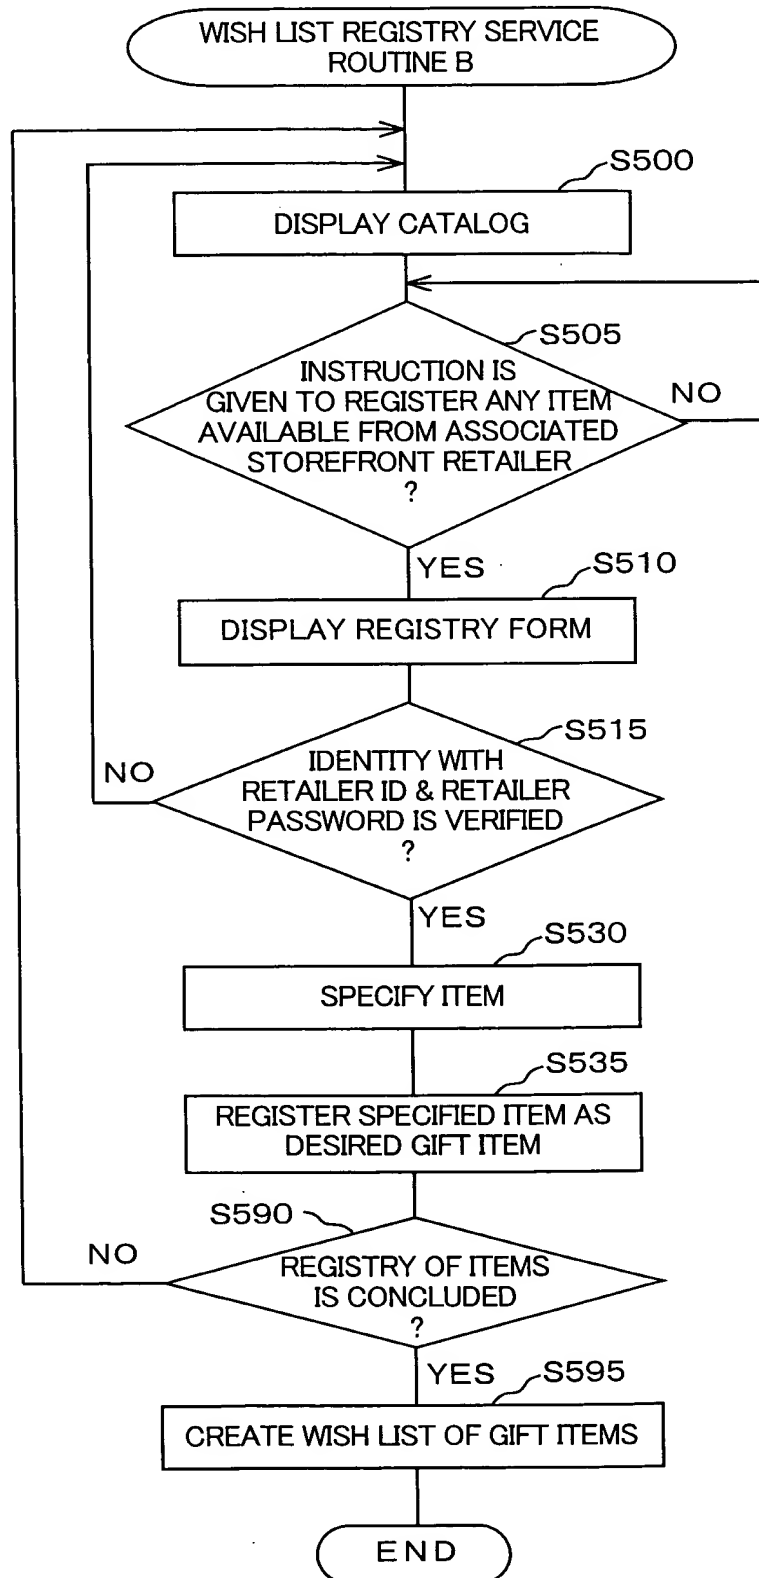 WISH LIST REGISTRY SERVICE
ROUTINE B
S500
DISPLAY CATALOG
S505
INSTRUCTION IS
GIVEN TO REGISTER ANY ITEM
AVAILABLE FROM ASSOCIATED
STOREFRONT RETAILER
?
NO
YES
S510
DISPLAY REGISTRY FORM
S515
NO
IDENTITY WITH
RETAILER ID & RETAILER
PASSWORD IS VERIFIED
?
YES
S530
SPECIFY ITEM
S535
REGISTER SPECIFIED ITEM AS
DESIRED GIFT ITEM
S590
NO
REGISTRY OF ITEMS
IS CONCLUDED
?
YES
S595
CREATE WISH LIST OF GIFT ITEMS
END